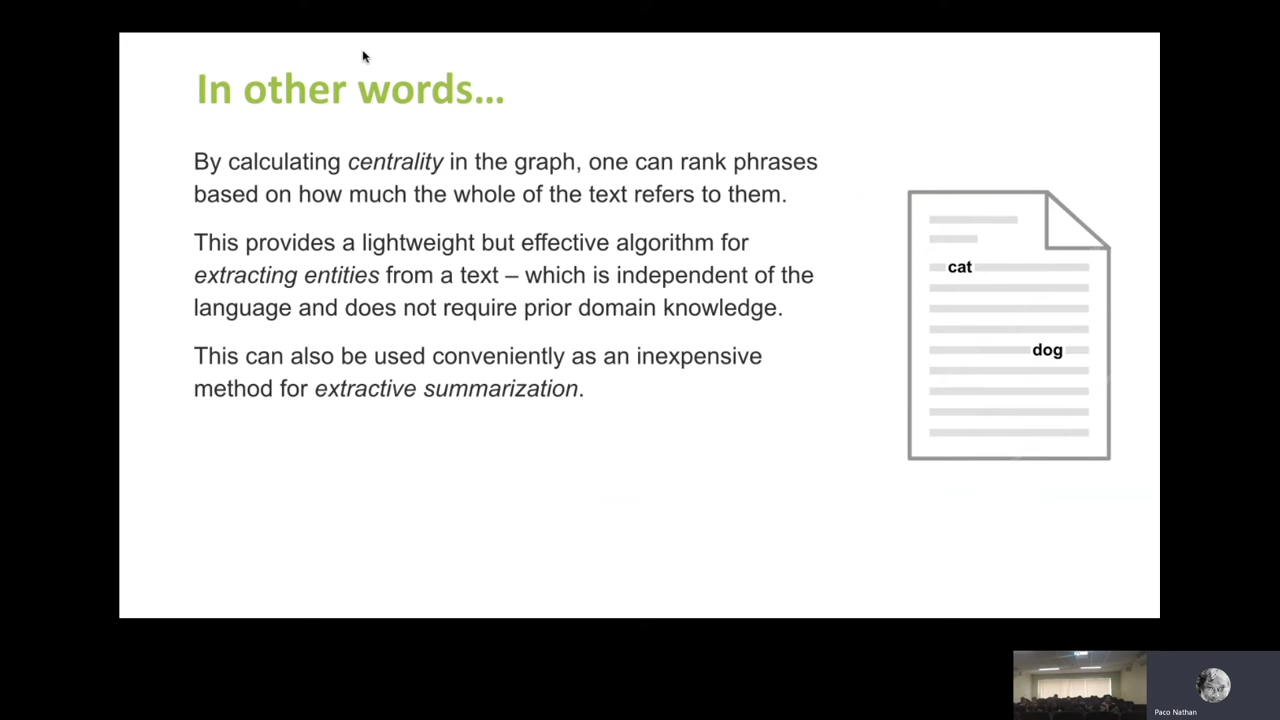 In other words…
By calculating centrality in the graph, one can rank phrases
based on how much the whole of the text refers to them.
This provides a lightweight but effective algorithm for
extracting entities from a text – which is independent of the
language and does not require prior domain knowledge.
This can also be used conveniently as an inexpensive
method for extractive summarization.
cat
dog
Paco Nathan